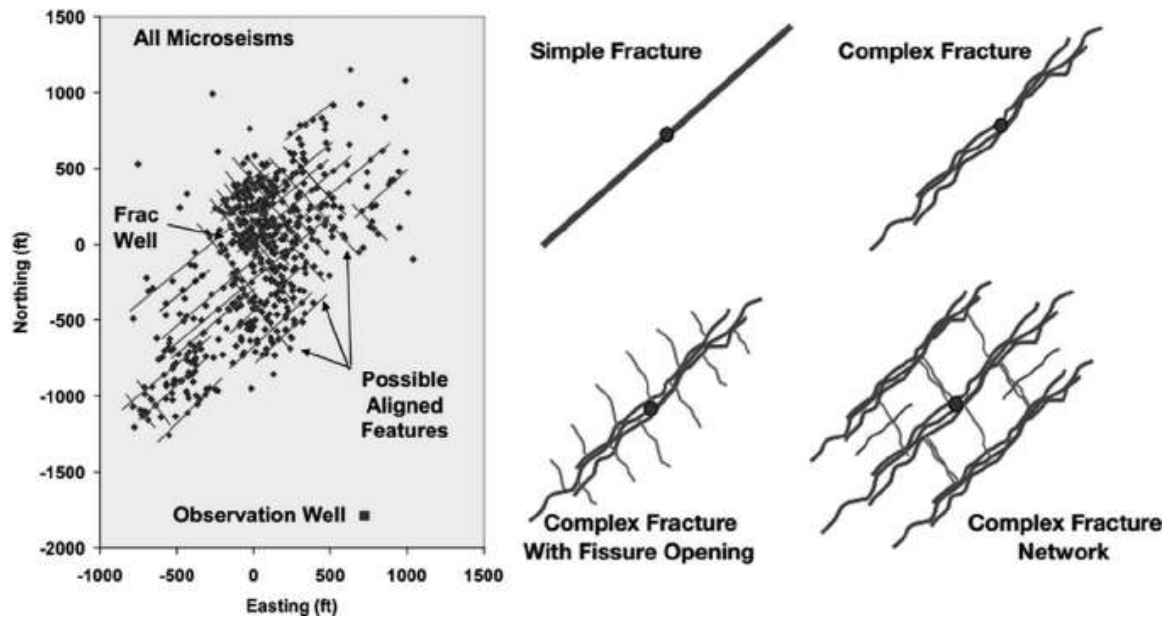 All Microseisms
1500
1000
500
0
-500
-1000
-1500
-2000
Northing (ft)
Frac
Well
Possible
Aligned
Features
Observation Well
-1000
-500
0
500
1000
1500
Easting (ft)
Simple Fracture
Complex Fracture
Complex Fracture
With Fissure Opening
Complex Fracture
Network